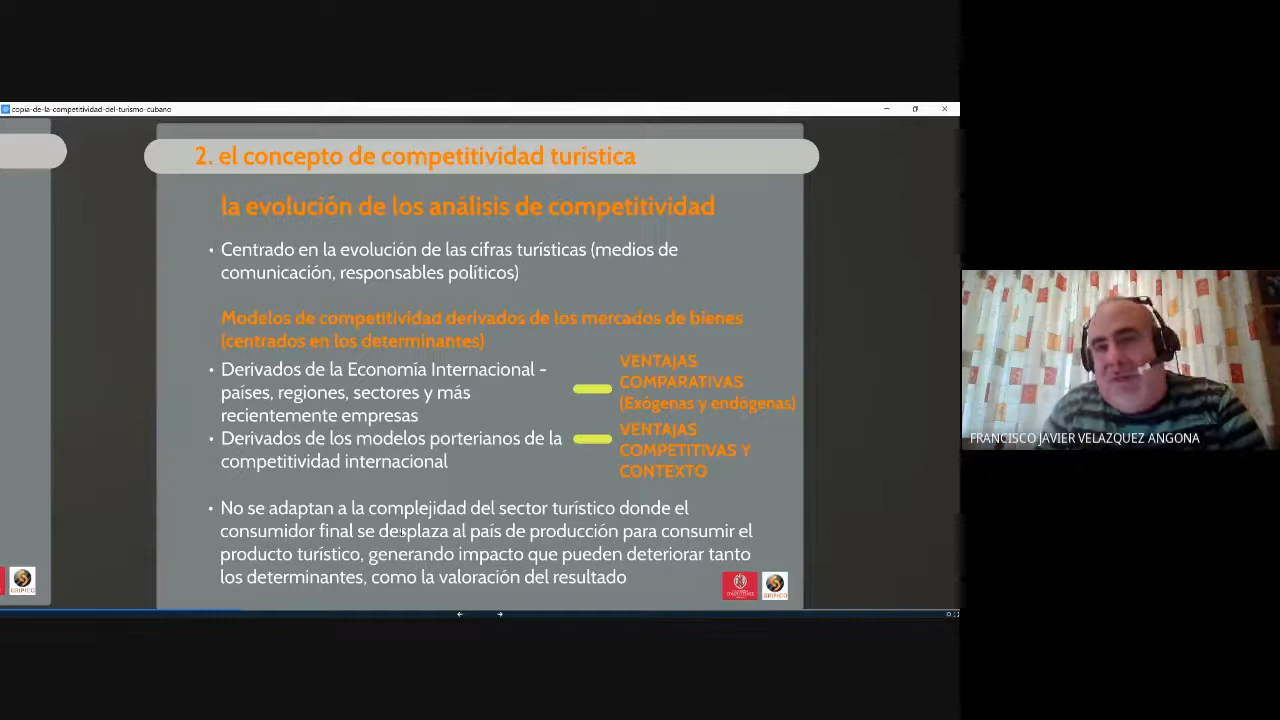 copia-de-la-competitividad-del-turismo-cubano
2. el concepto de competitividad turística
la evolución de los análisis de competitividad
• Centrado en la evolución de las cifras turísticas (medios de
comunicación, responsables políticos)
Modelos de competitividad derivados de los mercados de bienes
(centrados en los determinantes)
• Derivados de la Economía Internacional -
países, regiones, sectores y más
recientemente empresas
VENTAJAS
COMPARATIVAS
(Exógenas y endógenas)
• Derivados de los modelos porterianos de la
competitividad internacional
VENTAJAS
COMPETITIVAS Y
CONTEXTO
• No se adaptan a la complejidad del sector turístico donde el
consumidor final se desplaza al país de producción para consumir el
producto turístico, generando impacto que pueden deteriorar tanto
los determinantes, como la valoración del resultado
GRIPICO
GRIPICO
FRANCISCO JAVIER VELAZQUEZ ANGONA